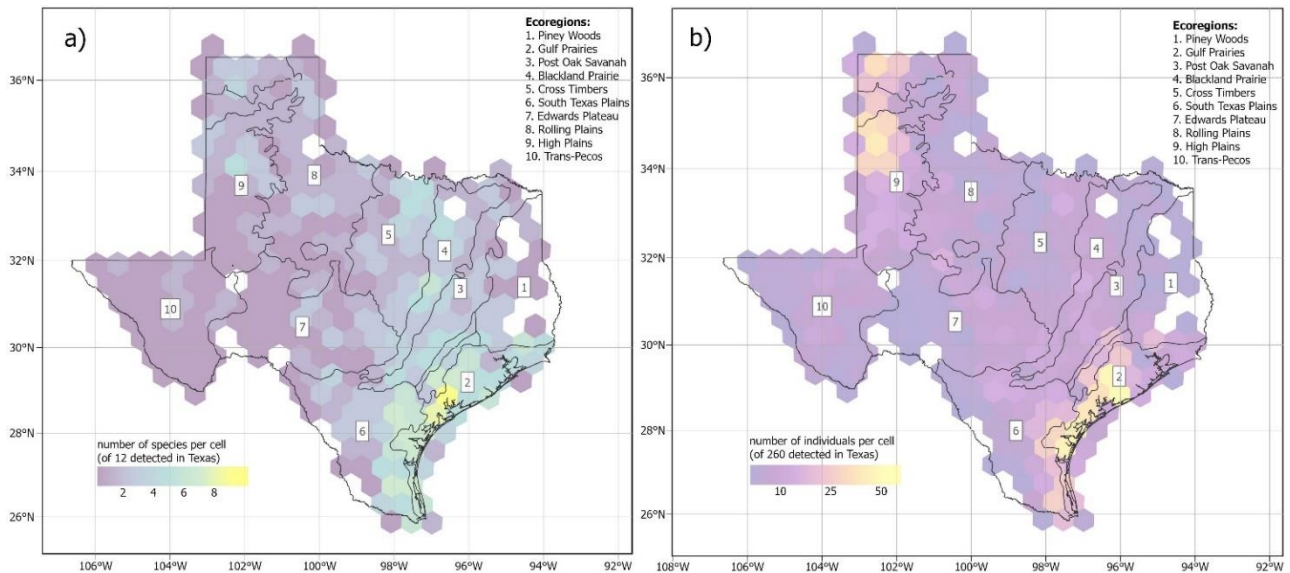 a)
Ecoregions:
1. Piney Woods
2. Gulf Prairies
3. Post Oak Savanah
4. Blackland Prairie
5. Cross Timbers
6. South Texas Plains
7. Edwards Plateau
8. Rolling Plains
9. High Plains
10. Trans-Pecos
36°N
34°N
32°N
30°N
28°N
26°N
9
8
5
4
3
1
10
7
2
6
number of species per cell
(of 12 detected in Texas)
2 4 6 8
106°W 104°W 102°W 100°W 98°W 96°W 94°W 92°W
b)
Ecoregions:
1. Piney Woods
2. Gulf Prairies
3. Post Oak Savanah
4. Blackland Prairie
5. Cross Timbers
6. South Texas Plains
7. Edwards Plateau
8. Rolling Plains
9. High Plains
10. Trans-Pecos
36°N
34°N
32°N
30°N
28°N
26°N
9
8
5
4
3
1
10
7
2
6
number of individuals per cell
(of 260 detected in Texas)
10 25 50
108°W 106°W 104°W 102°W 100°W 98°W 96°W 94°W 92°W